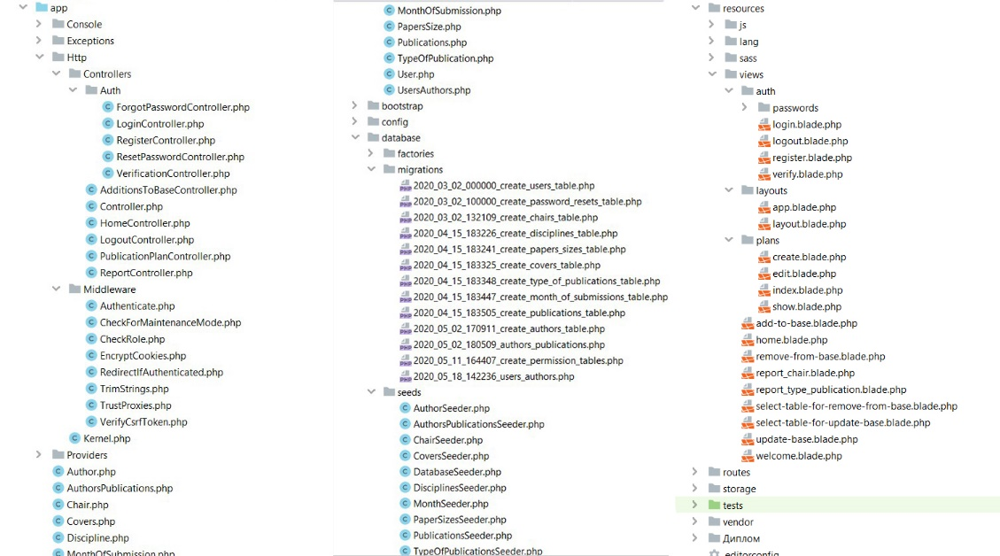 app
Console
Exceptions
Http
Controllers
Auth
ForgotPasswordController.php
LoginController.php
RegisterController.php
ResetPasswordController.php
VerificationController.php
AdditionsToBaseController.php
Controller.php
HomeController.php
LogoutController.php
PublicationPlanController.php
ReportController.php
Middleware
Authenticate.php
CheckForMaintenanceMode.php
CheckRole.php
EncryptCookies.php
RedirectIfAuthenticated.php
TrimStrings.php
TrustProxies.php
VerifyCsrfToken.php
Kernel.php
Providers
Author.php
AuthorsPublications.php
Chair.php
Covers.php
Discipline.php
MonthOfSubmission.php
MonthOfSubmission.php
PapersSize.php
Publications.php
TypeOfPublication.php
User.php
UsersAuthors.php
bootstrap
config
database
factories
migrations
2020_03_02_000000_create_users_table.php
2020_03_02_100000_create_password_resets_table.php
2020_03_02_132109_create_chairs_table.php
2020_04_15_183226_create_disciplines_table.php
2020_04_15_183241_create_papers_sizes_table.php
2020_04_15_183325_create_covers_table.php
2020_04_15_183348_create_type_of_publications_table.php
2020_04_15_183447_create_month_of_submissions_table.php
2020_04_15_183505_create_publications_table.php
2020_05_02_170911_create_authors_table.php
2020_05_02_180509_authors_publications.php
2020_05_11_164407_create_permission_tables.php
2020_05_18_142236_users_authors.php
seeds
AuthorSeeder.php
AuthorsPublicationsSeeder.php
ChairSeeder.php
CoversSeeder.php
DatabaseSeeder.php
DisciplinesSeeder.php
MonthSeeder.php
PaperSizesSeeder.php
PublicationsSeeder.php
TypeOfPublicationsSeeder.php
resources
js
lang
sass
views
auth
passwords
login.blade.php
logout.blade.php
register.blade.php
verify.blade.php
layouts
app.blade.php
layout.blade.php
plans
create.blade.php
edit.blade.php
index.blade.php
show.blade.php
add-to-base.blade.php
home.blade.php
remove-from-base.blade.php
report_chair.blade.php
report_type_publication.blade.php
select-table-for-remove-from-base.blade.php
select-table-for-update-base.blade.php
update-base.blade.php
welcome.blade.php
routes
storage
tests
vendor
Диплом
.editorconfig